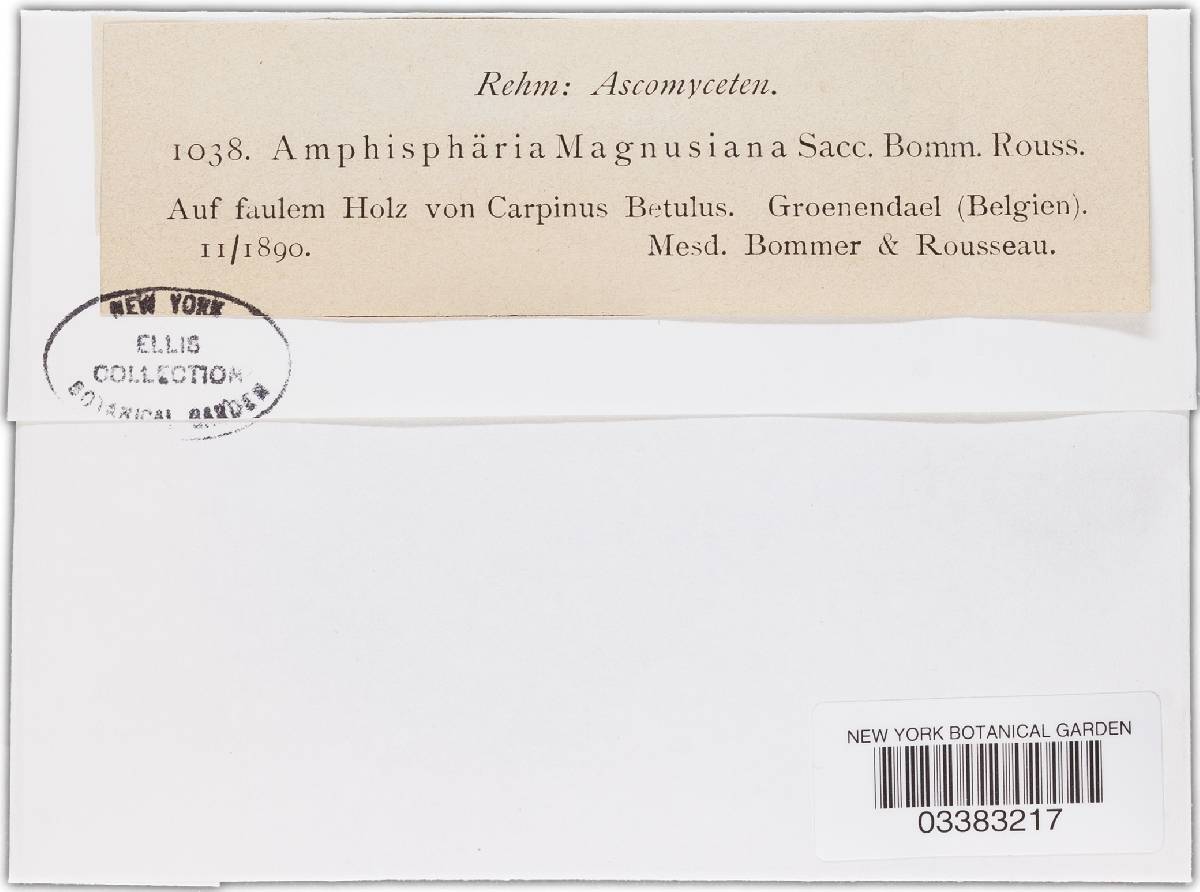 Rehm: Ascomyceten.
1038. Amphisphäria Magnusiana Sacc. Bomm. Rouss.
Auf faulem Holz von Carpinus Betulus. Groenendael (Belgien).
11/1890. Mesd. Bommer & Rousseau.
NEW YORK
ELLIS
COLLECTION
BOTANICAL GARDEN
NEW YORK BOTANICAL GARDEN
03383217